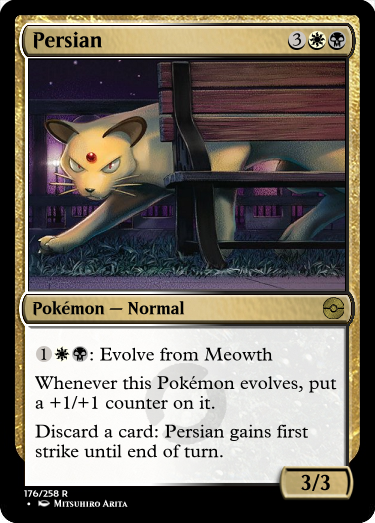 Persian 3
1 : Evolve from Meowth
Whenever this Pokémon evolves, put
a +1/+1 counter on it.
Discard a card: Persian gains first
strike until end of turn.
Pokémon — Normal
3/3
176/258 R
• Mitsuhiro Arita